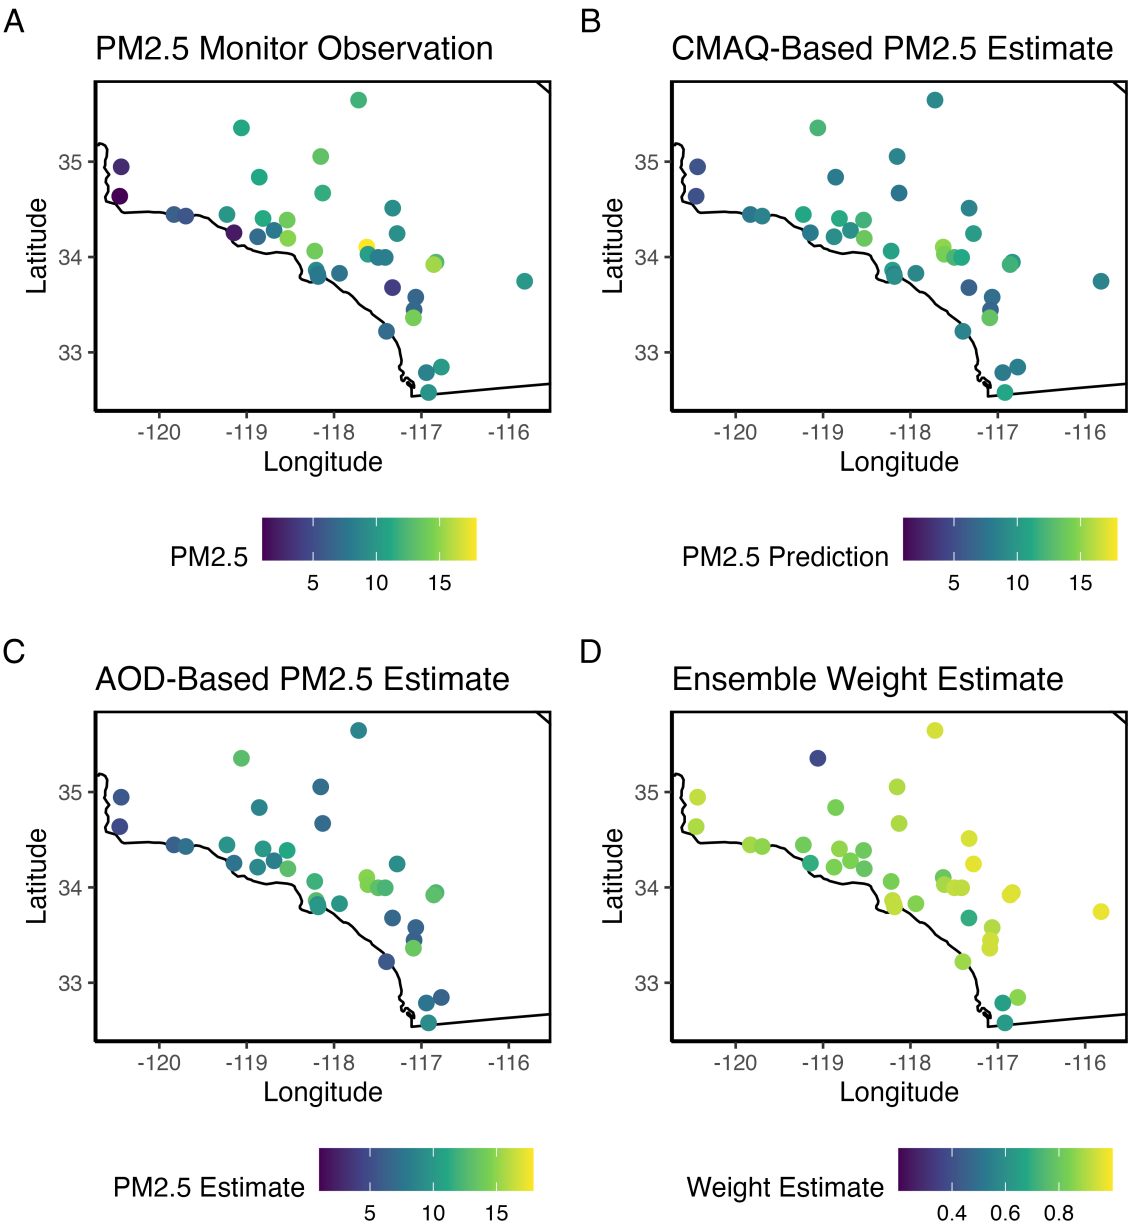 A
PM2.5 Monitor Observation
35
34
33
Latitude
-120 -119 -118 -117 -116
Longitude
PM2.5
5 10 15
B
CMAQ-Based PM2.5 Estimate
35
34
33
Latitude
-120 -119 -118 -117 -116
Longitude
PM2.5 Prediction
5 10 15
C
AOD-Based PM2.5 Estimate
35
34
33
Latitude
-120 -119 -118 -117 -116
Longitude
PM2.5 Estimate
5 10 15
D
Ensemble Weight Estimate
35
34
33
Latitude
-120 -119 -118 -117 -116
Longitude
Weight Estimate
0.4 0.6 0.8